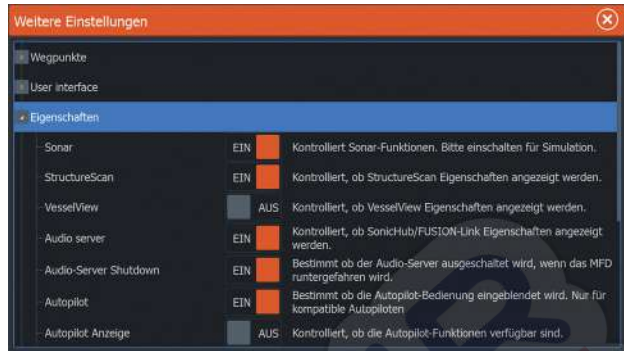 Weitere Einstellungen
Wegpunkte
User interface
Eigenschaften
Sonar EIN Kontrolliert Sonar-Funktionen. Bitte einschalten für Simulation.
StructureScan EIN Kontrolliert, ob StructureScan Eigenschaften angezeigt werden.
VesselView AUS Kontrolliert, ob VesselView Eigenschaften angezeigt werden.
Audio server EIN Kontrolliert, ob SonicHub/FUSION-Link Eigenschaften angezeigt
werden.
Audio-Server Shutdown EIN Bestimmt ob der Audio-Server ausgeschaltet wird, wenn das MFD
runtergefahren wird.
Autopilot EIN Bestimmt ob die Autopilot-Bedienung eingeblendet wird. Nur für
kompatible Autopiloten
Autopilot Anzeige AUS Kontrolliert, ob die Autopilot-Funktionen verfügbar sind.